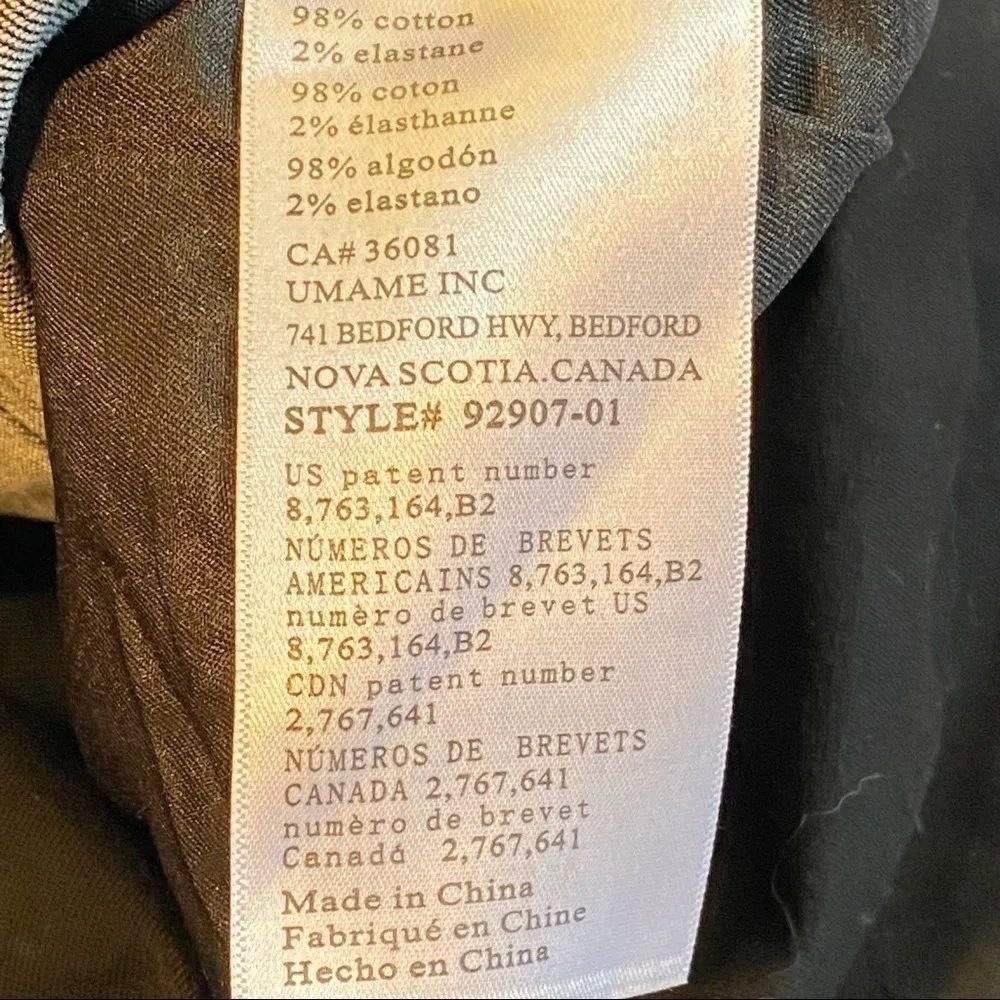 98% cotton
2% elastane
98% coton
2% élasthanne
98% algodón
2% elastano
CA# 36081
UMAME INC
741 BEDFORD HWY, BEDFORD
NOVA SCOTIA.CANADA
STYLE# 92907-01
US patent number
8,763,164,B2
NÚMEROS DE BREVETS
AMERICAINS 8,763,164,B2
numèro de brevet US
8,763,164,B2
CDN patent number
2,767,641
NÚMEROS DE BREVETS
CANADA 2,767,641
numèro de brevet
Canadá 2,767,641
Made in China
Fabriqué en Chine
Hecho en China